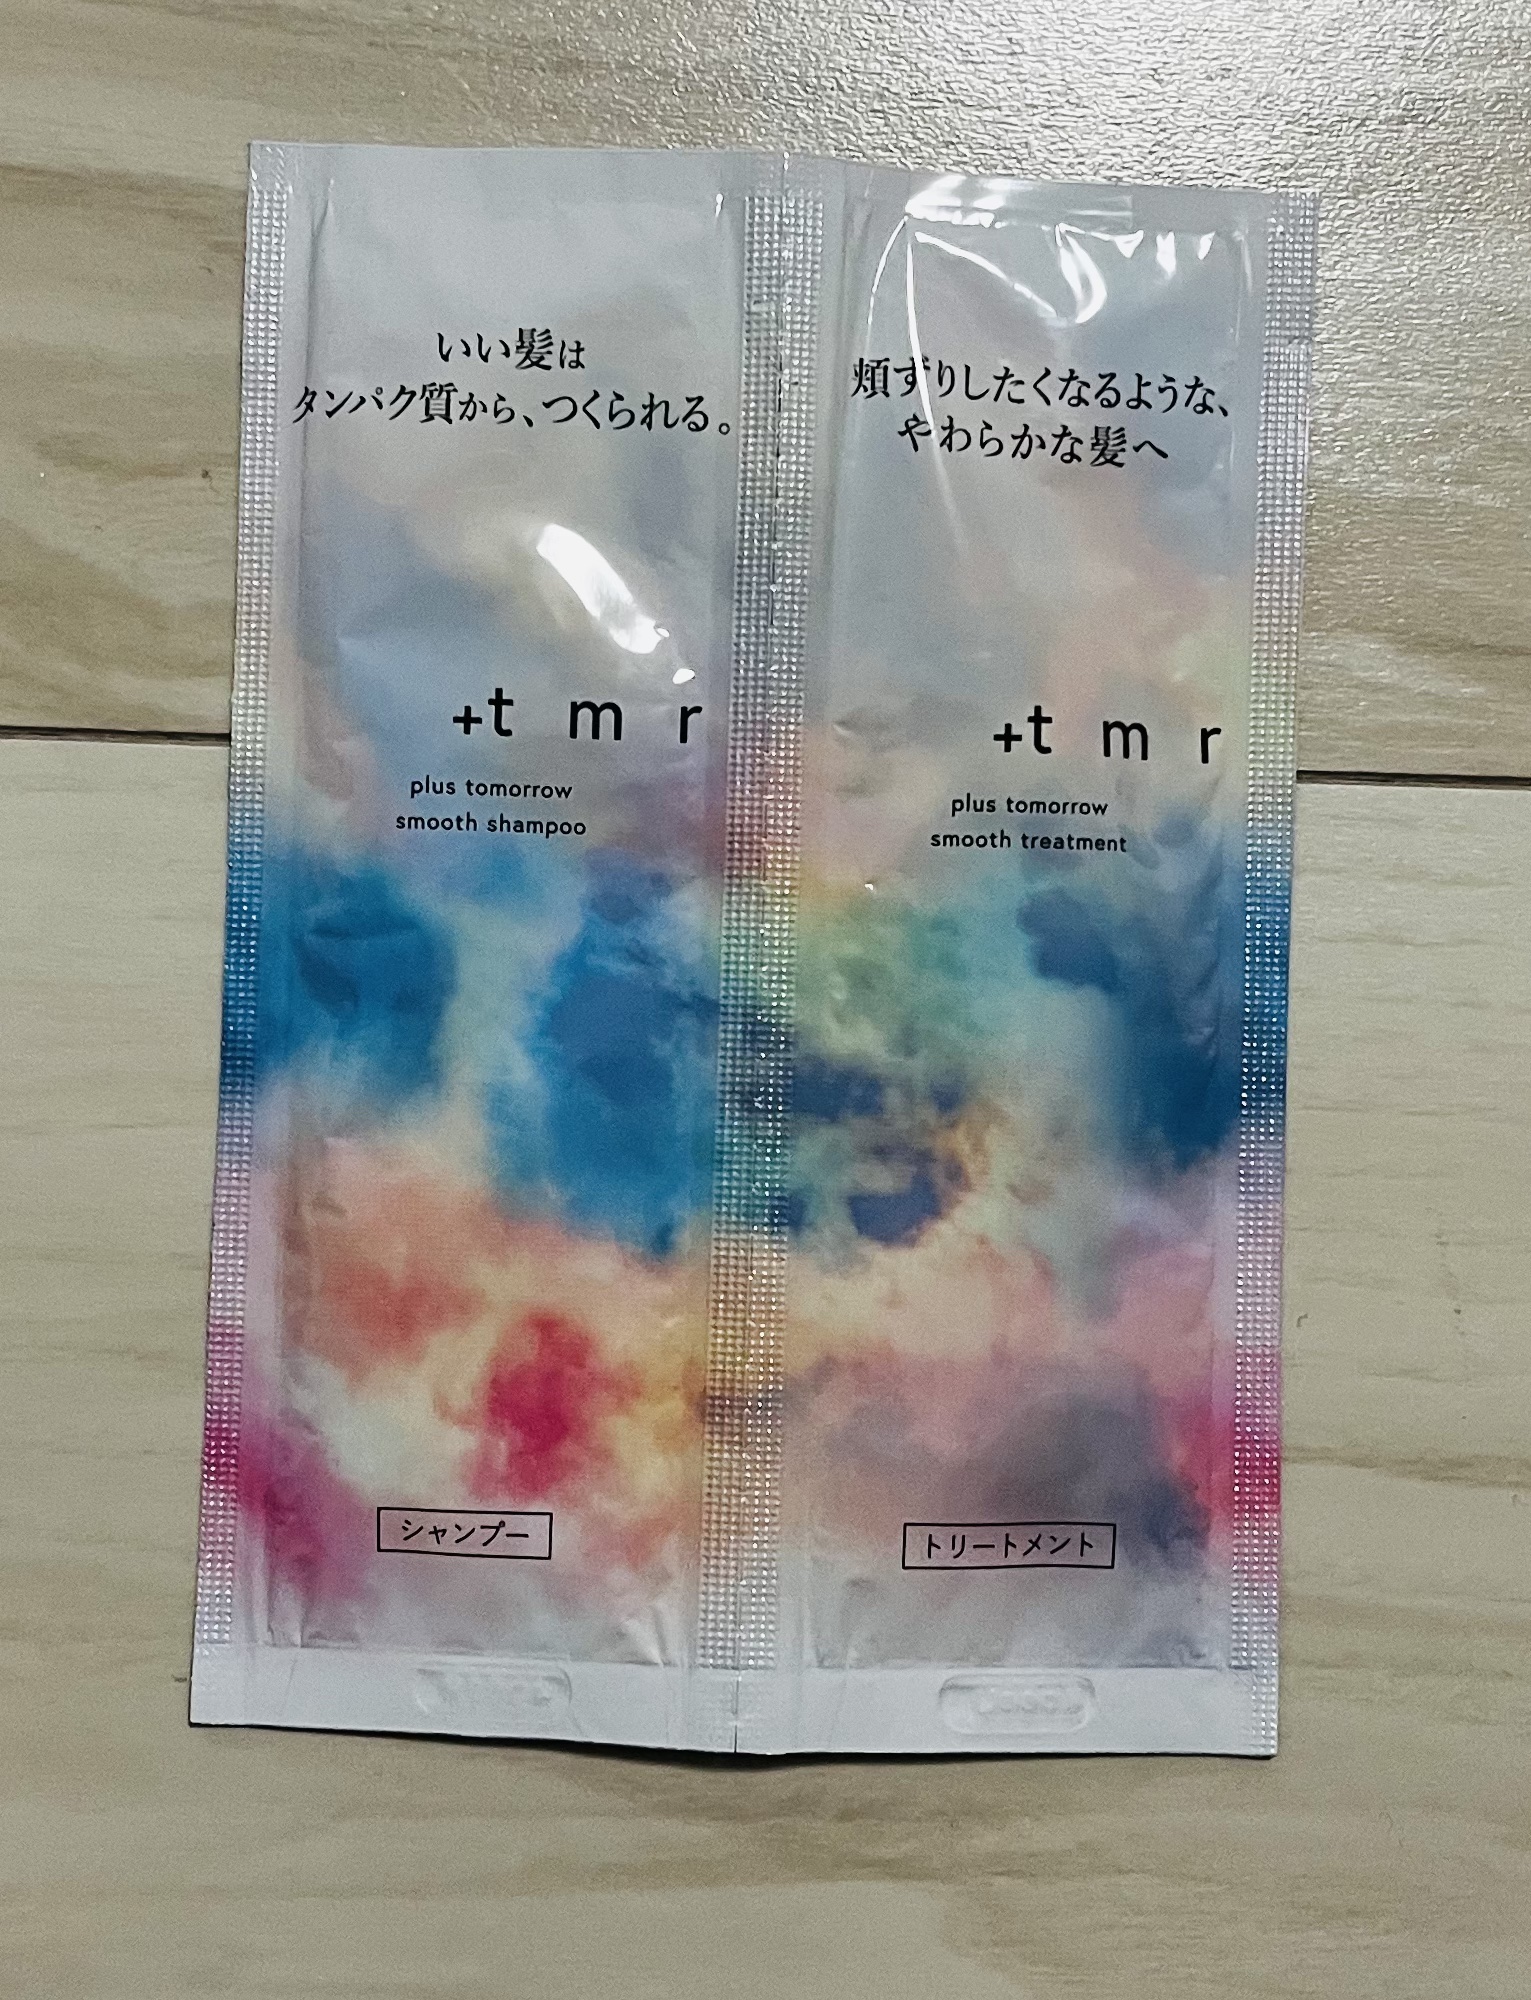 いい髪は
タンパク質から、つくられる。
+t m r
plus tomorrow
smooth shampoo
シャンプー
頬ずりしたくなるような、
やわらかな髪へ
+t m r
plus tomorrow
smooth treatment
トリートメント